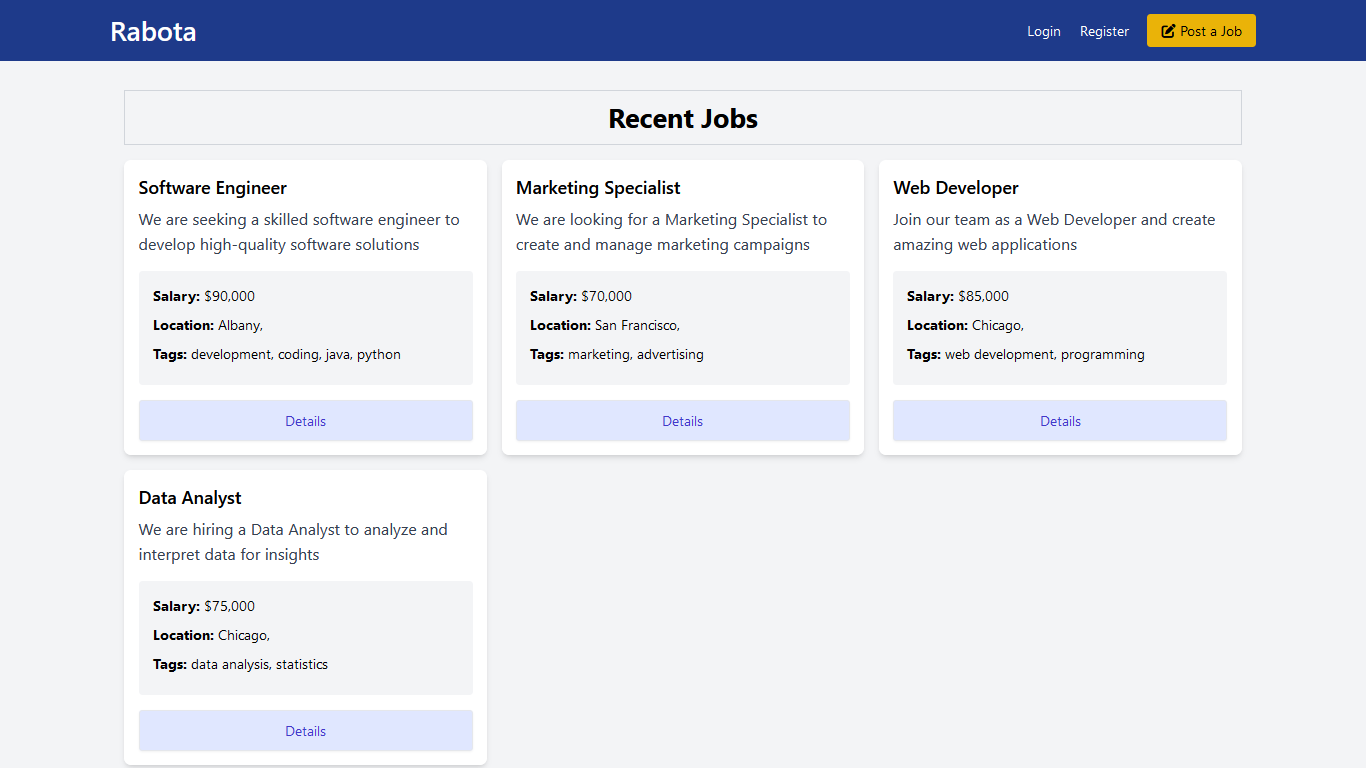 Rabota
Login
Register
Post a Job
Recent Jobs
Software Engineer
We are seeking a skilled software engineer to
develop high-quality software solutions
Salary: $90,000
Location: Albany,
Tags: development, coding, java, python
Details
Marketing Specialist
We are looking for a Marketing Specialist to
create and manage marketing campaigns
Salary: $70,000
Location: San Francisco,
Tags: marketing, advertising
Details
Web Developer
Join our team as a Web Developer and create
amazing web applications
Salary: $85,000
Location: Chicago,
Tags: web development, programming
Details
Data Analyst
We are hiring a Data Analyst to analyze and
interpret data for insights
Salary: $75,000
Location: Chicago,
Tags: data analysis, statistics
Details